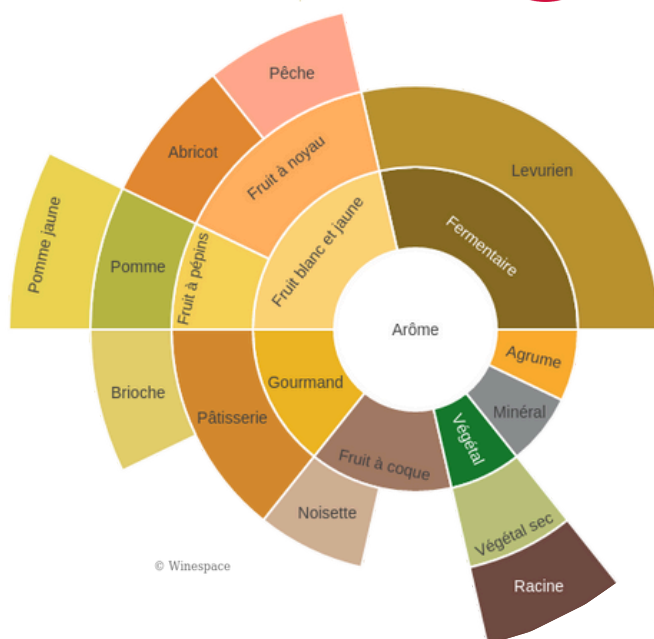 Pêche
Abricot
Fruit à noyau
Levurien
Pomme jaune
Pomme
Fruit à pépins
Fruit blanc et jaune
Fermentaire
Arôme
Agrume
Brioche
Pâtisserie
Gourmand
Minéral
Végétal
Fruit à coque
Noisette
Végétal sec
Racine
© Winespace